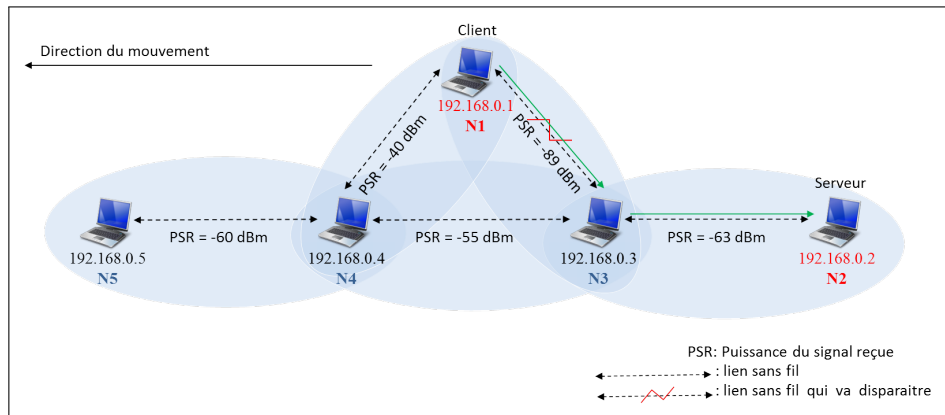 Client
Direction du mouvement
192.168.0.1
N1
PSR = -40 dBm
PSR = -89 dBm
Serveur
PSR = -60 dBm
PSR = -55 dBm
PSR = -63 dBm
192.168.0.5
192.168.0.4
192.168.0.3
192.168.0.2
N5
N4
N3
N2
PSR: Puissance du signal reçue
: lien sans fil
: lien sans fil qui va disparaitre